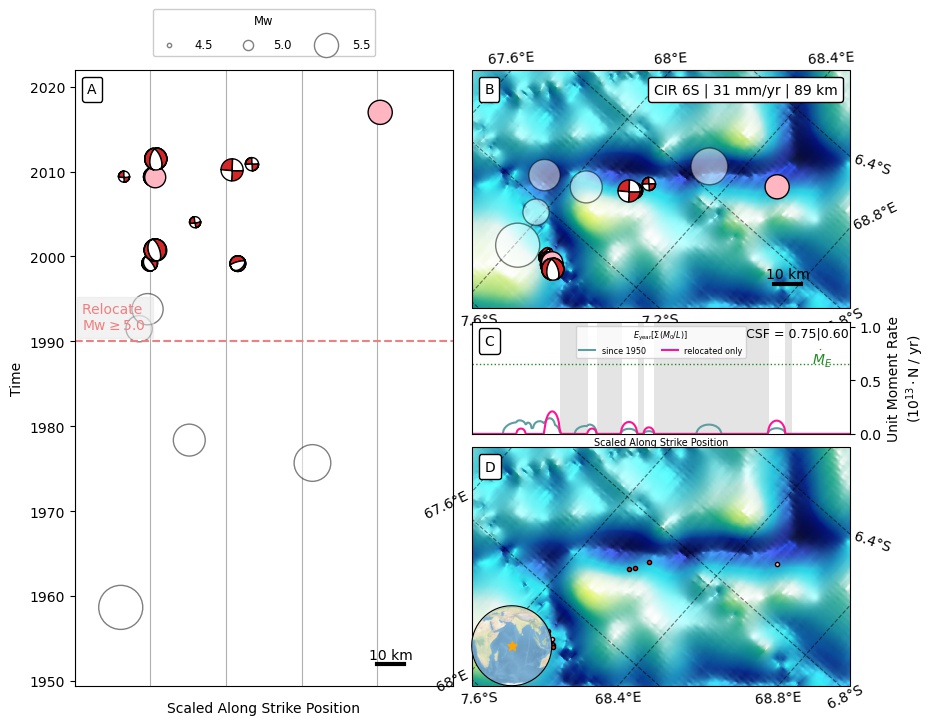 Mw
4.5 5.0 5.5
A
2020
2010
2000
1990
1980
1970
1960
1950
Time
Relocate
Mw ≥ 5.0
10 km
Scaled Along Strike Position
67.6°E 68°E 68.4°E
B
CIR 6S | 31 mm/yr | 89 km
6.4°S
68.8°E
10 km
7.6°S 7.2°S 6.8°S
C
E_year[Σ(M₀/L)]
since 1950 relocated only
CSF = 0.75|0.60
Ṁ_E
1.0
0.5
0.0
Unit Moment Rate
(10¹³ · N / yr)
Scaled Along Strike Position
D
67.6°E
6.4°S
68°E
7.6°S 68.4°E 68.8°E 6.8°S